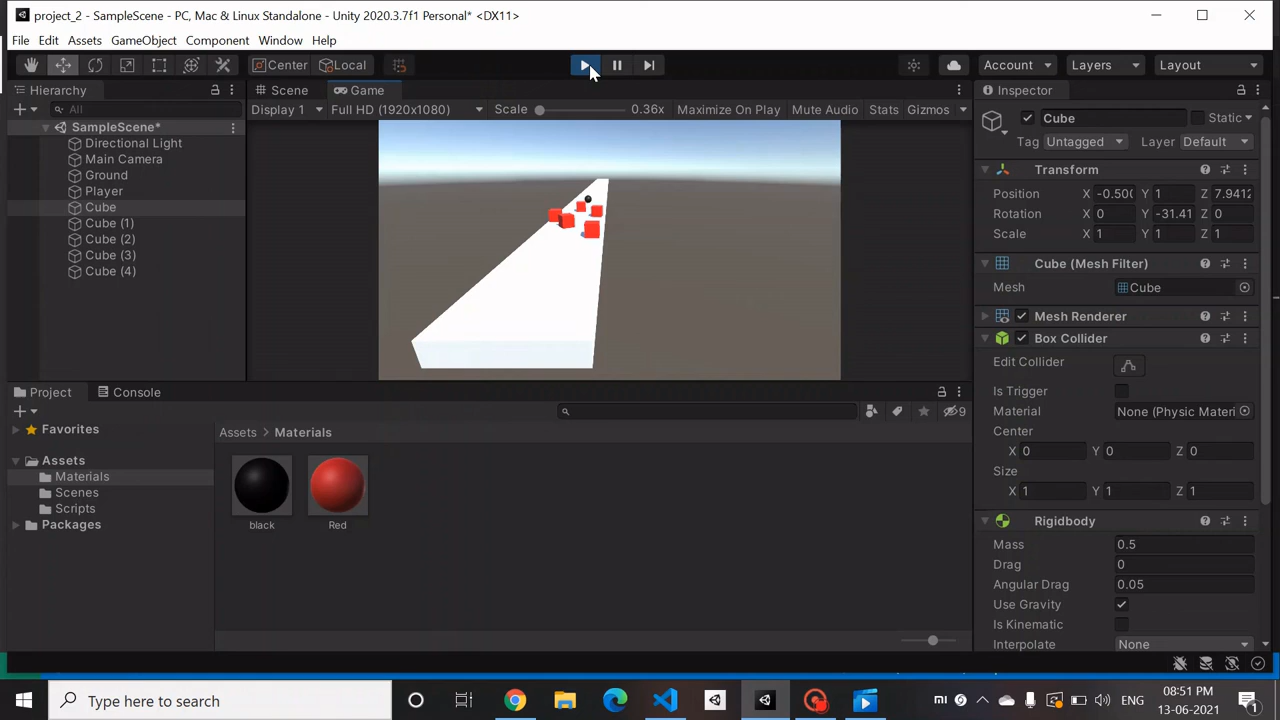 project_2 - SampleScene - PC, Mac & Linux Standalone - Unity 2020.3.7f1 Personal* <DX11>
File Edit Assets GameObject Component Window Help
Center Local Account Layers Layout
Hierarchy Scene Game Inspector
All Display 1 Full HD (1920x1080) Scale 0.36x Maximize On Play Mute Audio Stats Gizmos
Cube Static
SampleScene*
Directional Light
Tag Untagged Layer Default
Main Camera
Transform
Ground
Player
Position X -0.50( Y 1 Z 7.9412
Cube
Rotation X 0 Y -31.41 Z 0
Cube (1)
Scale X 1 Y 1 Z 1
Cube (2)
Cube (3)
Cube (4)
Cube (Mesh Filter)
Mesh Cube
Mesh Renderer
Box Collider
Edit Collider
Is Trigger
Material None (Physic Materi
Center
X 0 Y 0 Z 0
Size
X 1 Y 1 Z 1
Rigidbody
Mass 0.5
Drag 0
Angular Drag 0.05
Use Gravity
Is Kinematic
Interpolate None
Project Console
9
Favorites
Assets > Materials
Assets
Materials
Scenes
Scripts
Packages
black Red
Type here to search
mi ENG 08:51 PM
13-06-2021
1